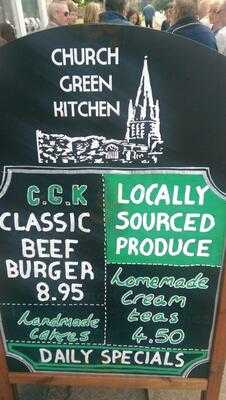 CHURCH
GREEN
KITCHEN
C.C.K
CLASSIC
BEEF
BURGER
8.95
Handmade
Cakes
LOCALLY
SOURCED
PRODUCE
Homemade
Cream
teas
4.50
DAILY SPECIALS